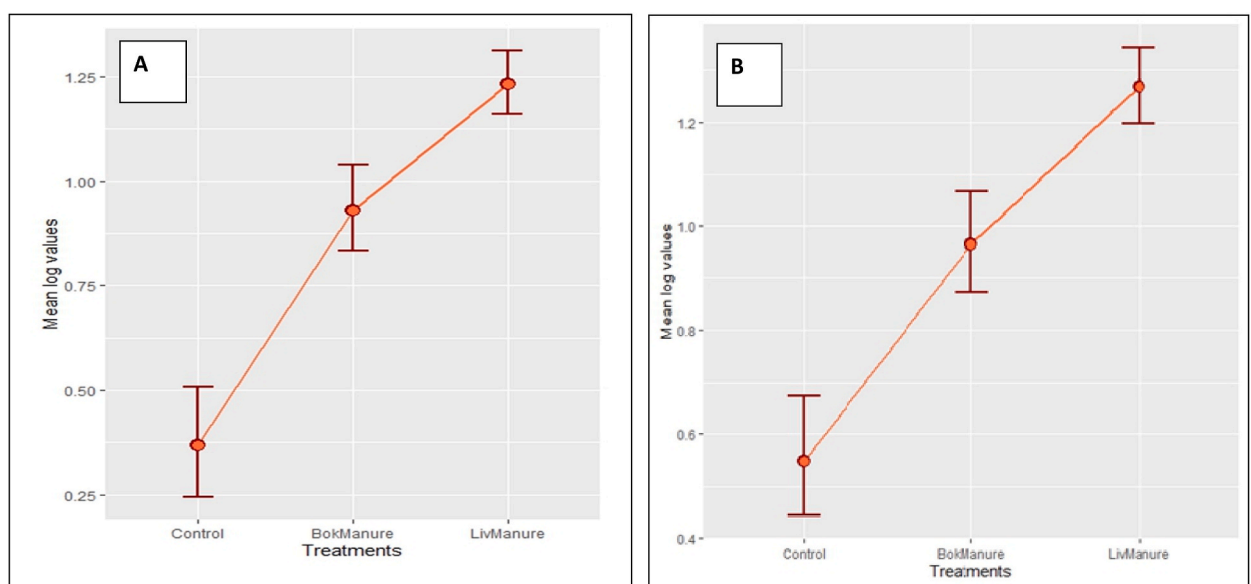 A
Mean log values
1.25
1.00
0.75
0.50
0.25
Control BokManure LivManure
Treatments
B
Mean log values
1.2
1.0
0.8
0.6
0.4
Control BokManure LivManure
Treatments